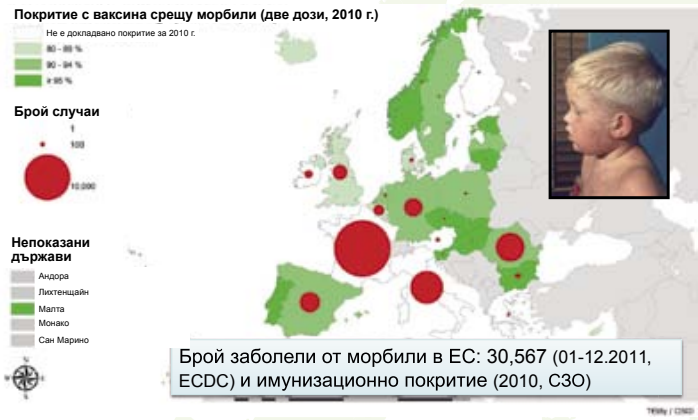 Покритие с ваксина срещу морбили (две дози, 2010 г.)
Не е докладвано покритие за 2010 г.
80 - 89 %
90 - 94 %
≥ 95 %
Брой случаи
1
100
10,000
Непоказани
държави
Андора
Лихтенщайн
Малта
Монако
Сан Марино
Брой заболели от морбили в ЕС: 30,567 (01-12.2011,
ECDC) и имунизационно покритие (2010, СЗО)